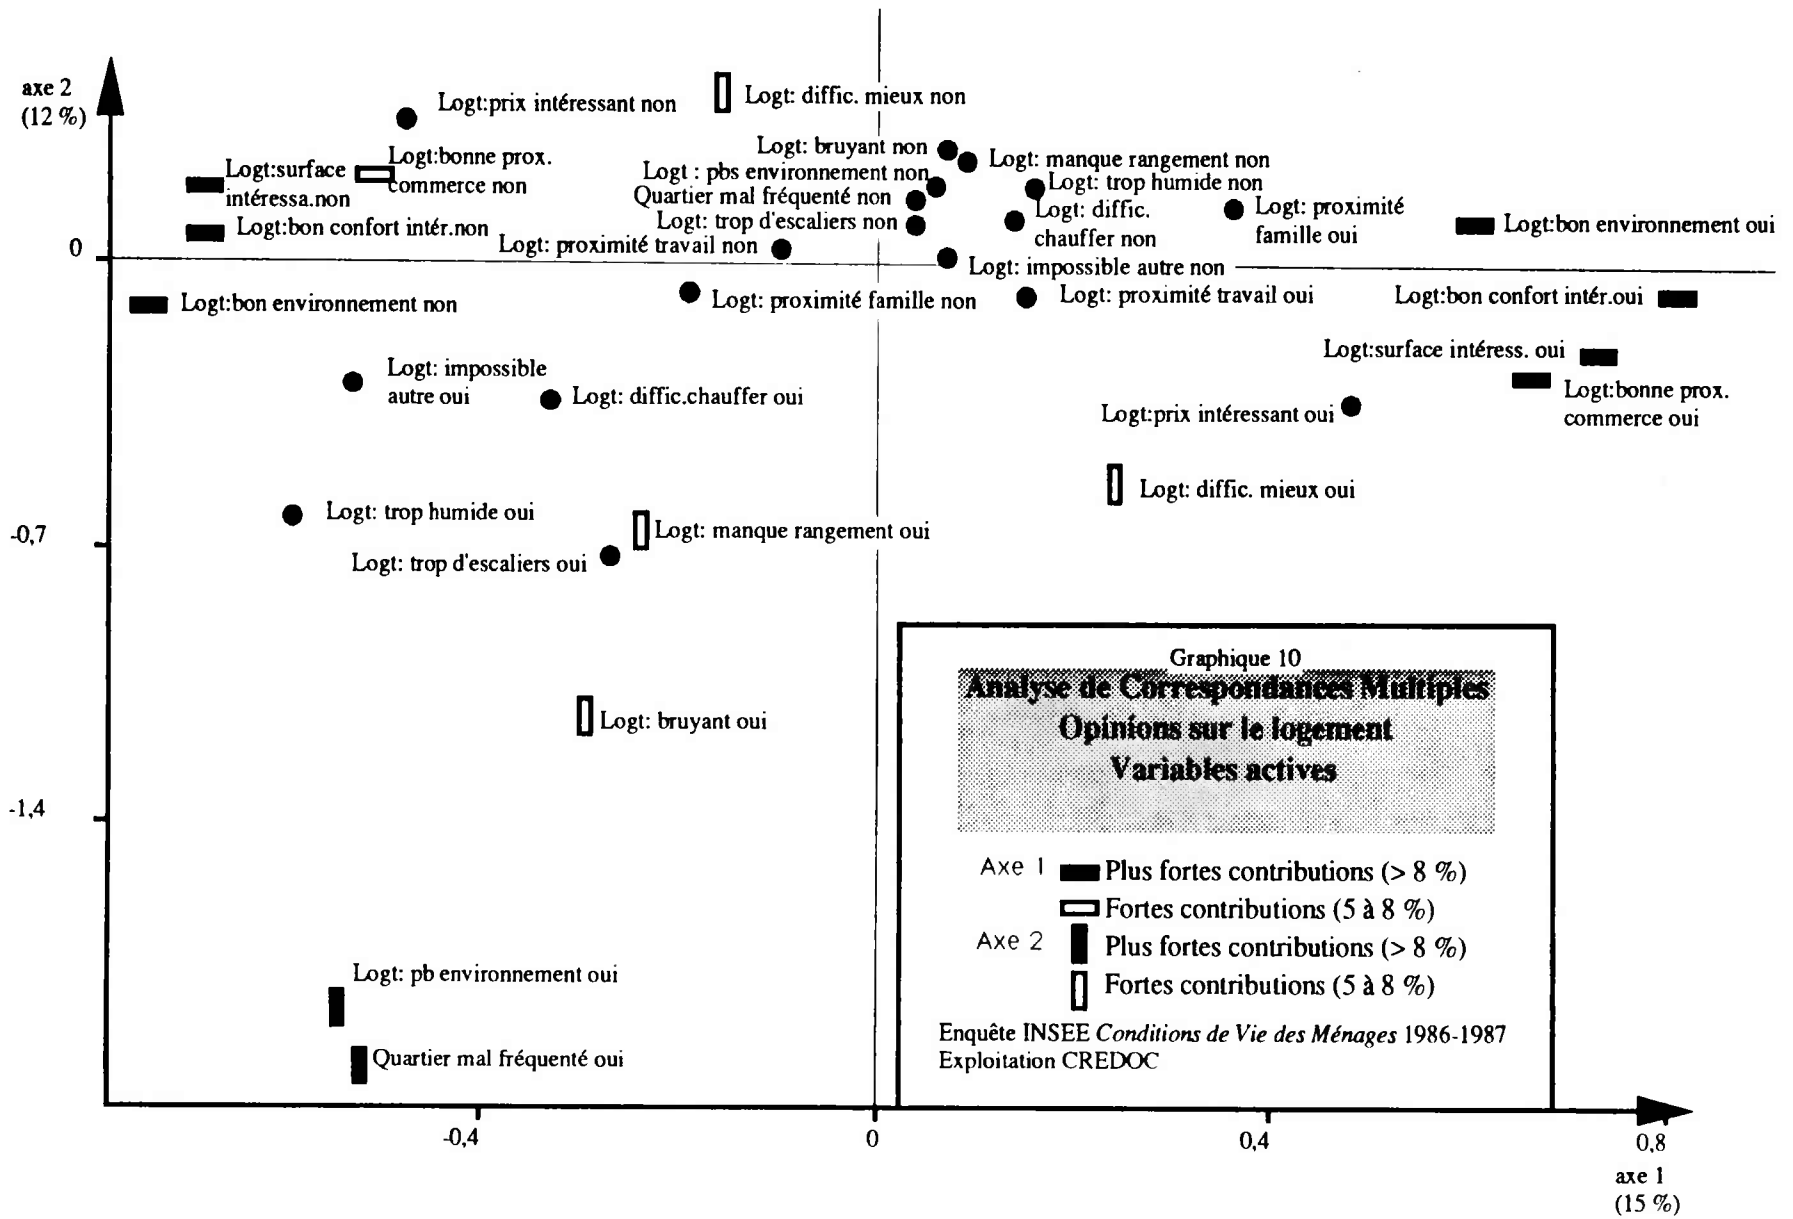 axe 2
(12 %)
Logt:prix intéressant non
Logt: diffic. mieux non
Logt: bruyant non
Logt: manque rangement non
Logt:surface
intéressa.non
Logt:bonne prox.
commerce non
Logt : pbs environnement non
Logt: trop humide non
Quartier mal fréquenté non
Logt: diffic.
chauffer non
Logt: proximité
famille oui
Logt:bon environnement oui
Logt: trop d'escaliers non
Logt:bon confort intér.non
Logt: proximité travail non
0
Logt: impossible autre non
Logt:bon environnement non
Logt: proximité famille non
Logt: proximité travail oui
Logt:bon confort intér.oui
Logt:surface intéress. oui
Logt: impossible
autre oui
Logt: diffic.chauffer oui
Logt:prix intéressant oui
Logt:bonne prox.
commerce oui
Logt: diffic. mieux oui
Logt: trop humide oui
-0,7
Logt: manque rangement oui
Logt: trop d'escaliers oui
Logt: bruyant oui
-1,4
Logt: pb environnement oui
Quartier mal fréquenté oui
Graphique 10
Analyse de Correspondances Multiples
Opinions sur le logement
Variables actives
Axe 1 Plus fortes contributions (> 8 %)
Fortes contributions (5 à 8 %)
Axe 2 Plus fortes contributions (> 8 %)
Fortes contributions (5 à 8 %)
Enquête INSEE Conditions de Vie des Ménages 1986-1987
Exploitation CREDOC
-0,4
0
0,4
0,8
axe 1
(15 %)